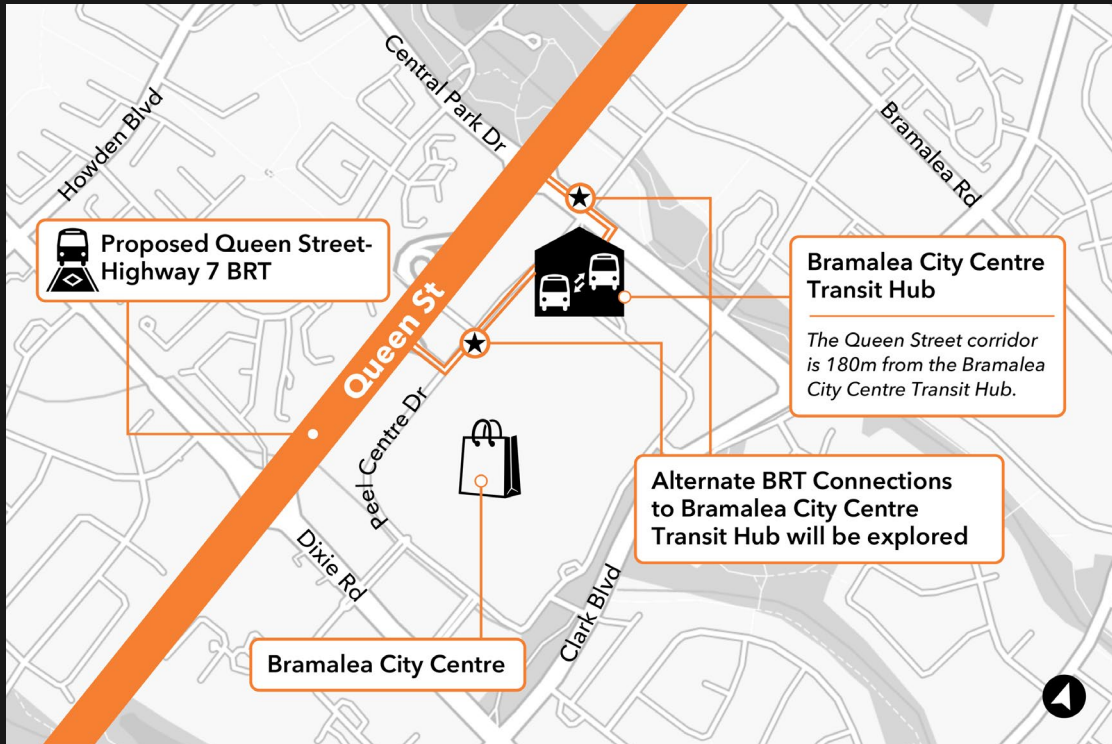 Central Park Dr
Howden Blvd
Bramalea Rd
Proposed Queen Street-
Highway 7 BRT
Bramalea City Centre
Transit Hub
The Queen Street corridor
is 180m from the Bramalea
City Centre Transit Hub.
Queen St
Peel Centre Dr
Alternate BRT Connections
to Bramalea City Centre
Transit Hub will be explored
Dixie Rd
Clark Blvd
Bramalea City Centre